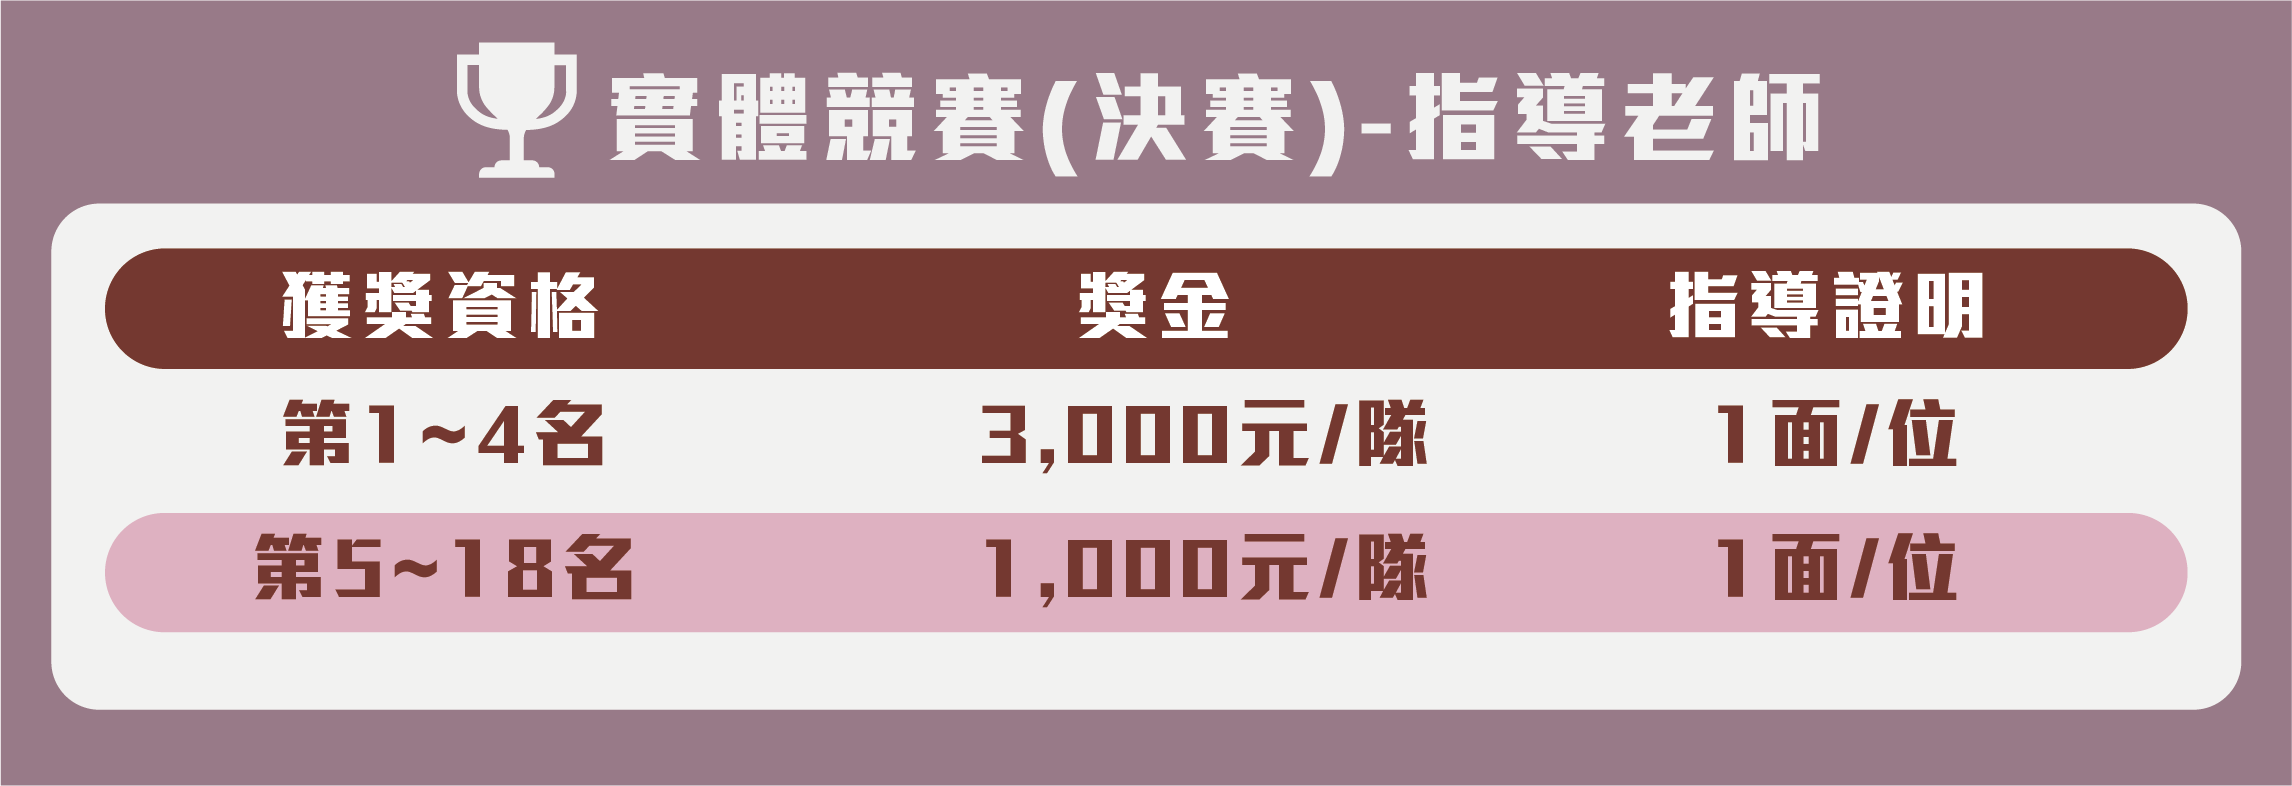 實體競賽(決賽)-指導老師
獲獎資格 獎金 指導證明
第1~4名 3,000元/隊 1面/位
第5~18名 1,000元/隊 1面/位